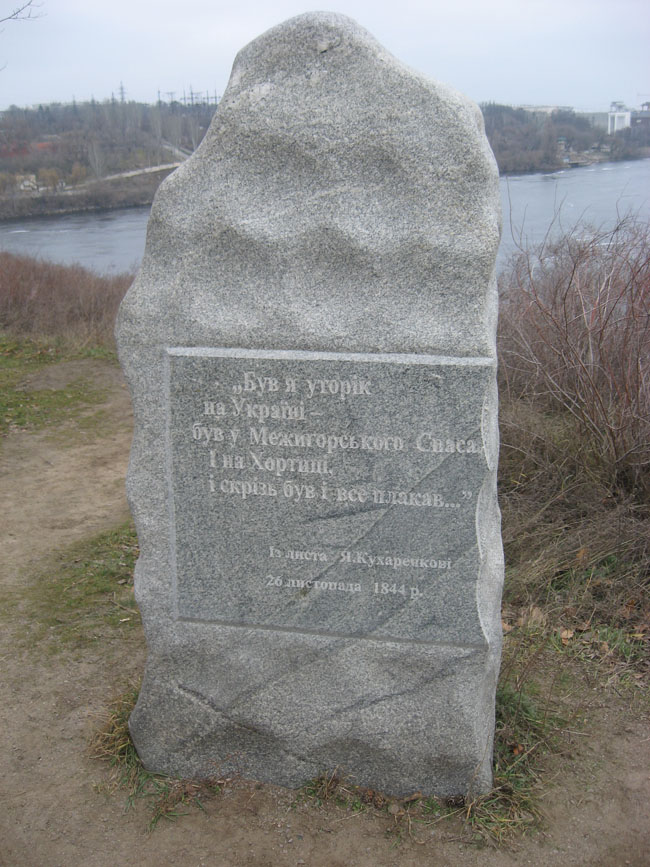 „Був я уторік
на Україні –
був у Межигорського Спаса.
І на Хортиці,
і скрізь був і все плакав...”
Із листа Я.Кухаренкові
26 листопада 1844 р.